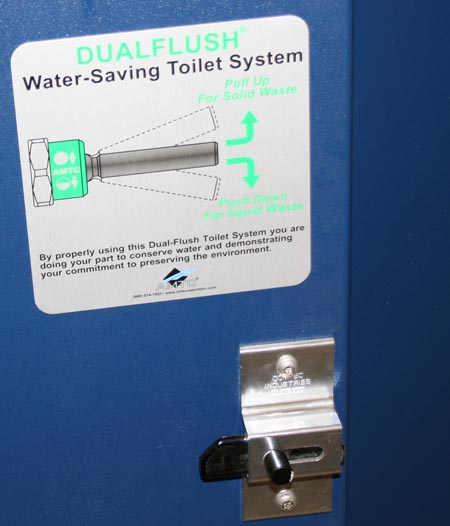 DUALFLUSH®
Water-Saving Toilet System
Pull Up
For Solid Waste
AMTC
Push Down
For liquid Waste
By properly using this Dual-Flush Toilet System you are
doing your part to conserve water and demonstrating
your commitment to preserving the environment.
AMTC
INDUSTRIES